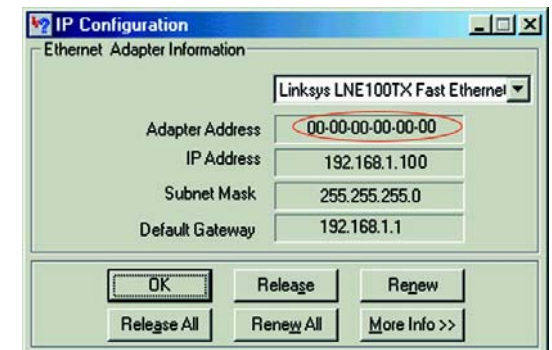 IP Configuration
Ethernet Adapter Information
Linksys LNE100TX Fast Ethernet
Adapter Address 00-00-00-00-00-00
IP Address 192.168.1.100
Subnet Mask 255.255.255.0
Default Gateway 192.168.1.1
OK Release Renew
Release All Renew All More Info >>